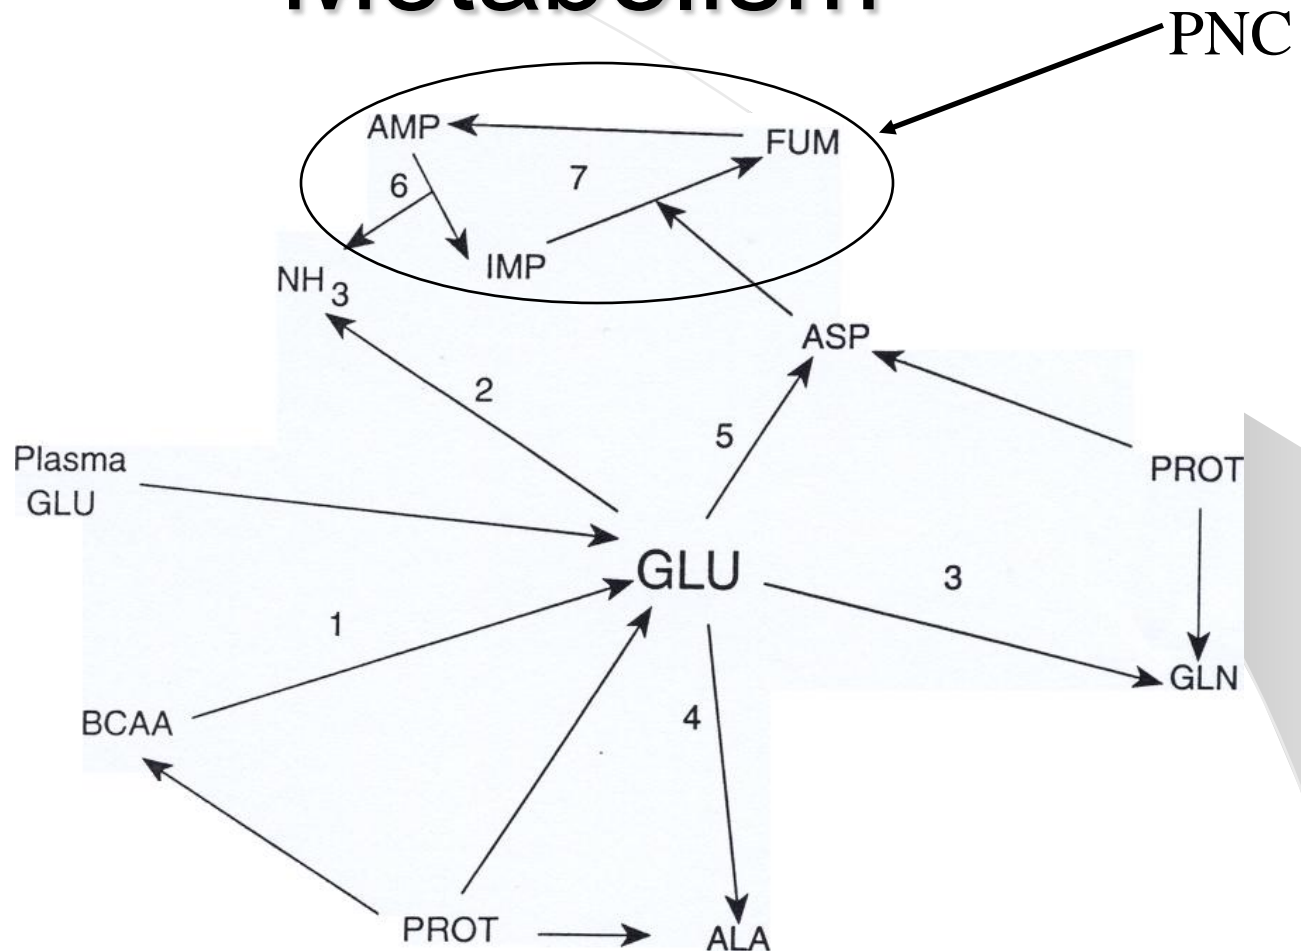 Metabolism
PNC
AMP
FUM
6
7
IMP
NH3
ASP
2
5
Plasma
GLU
PROT
GLU
3
1
GLN
BCAA
4
PROT
ALA